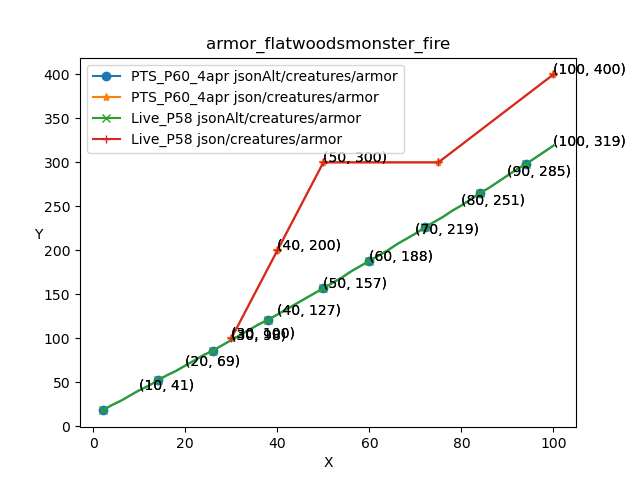 armor_flatwoodsmonster_fire
PTS_P60_4apr jsonAlt/creatures/armor
PTS_P60_4apr json/creatures/armor
Live_P58 jsonAlt/creatures/armor
Live_P58 json/creatures/armor
(100, 400)
(50, 300)
(40, 200)
(30, 100)
(100, 319)
(90, 285)
(80, 251)
(70, 219)
(60, 188)
(50, 157)
(40, 127)
(20, 69)
(10, 41)
Y
400
350
300
250
200
150
100
50
0
0 20 40 60 80 100
X